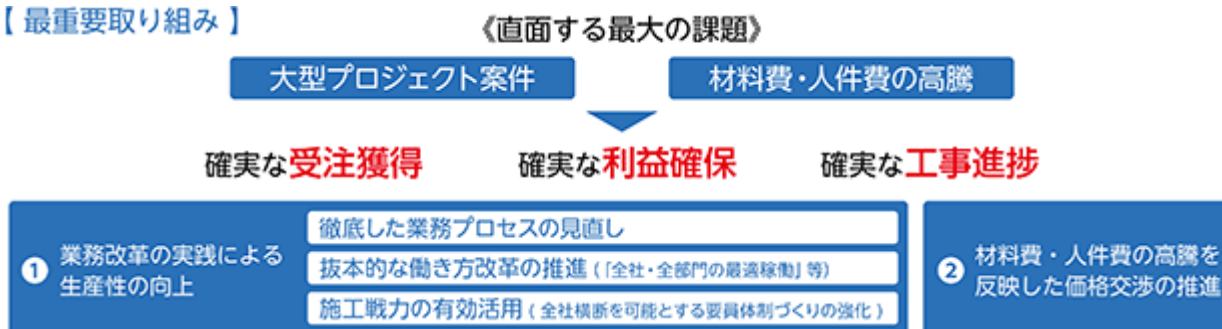 【 最重要取り組み 】
《直面する最大の課題》
大型プロジェクト案件
材料費・人件費の高騰
確実な受注獲得
確実な利益確保
確実な工事進捗
❶ 業務改革の実践による
生産性の向上
徹底した業務プロセスの見直し
抜本的な働き方改革の推進(「全社・全部門の最適稼働」等)
施工戦力の有効活用( 全社横断を可能とする要員体制づくりの強化 )
❷ 材料費・人件費の高騰を
反映した価格交渉の推進